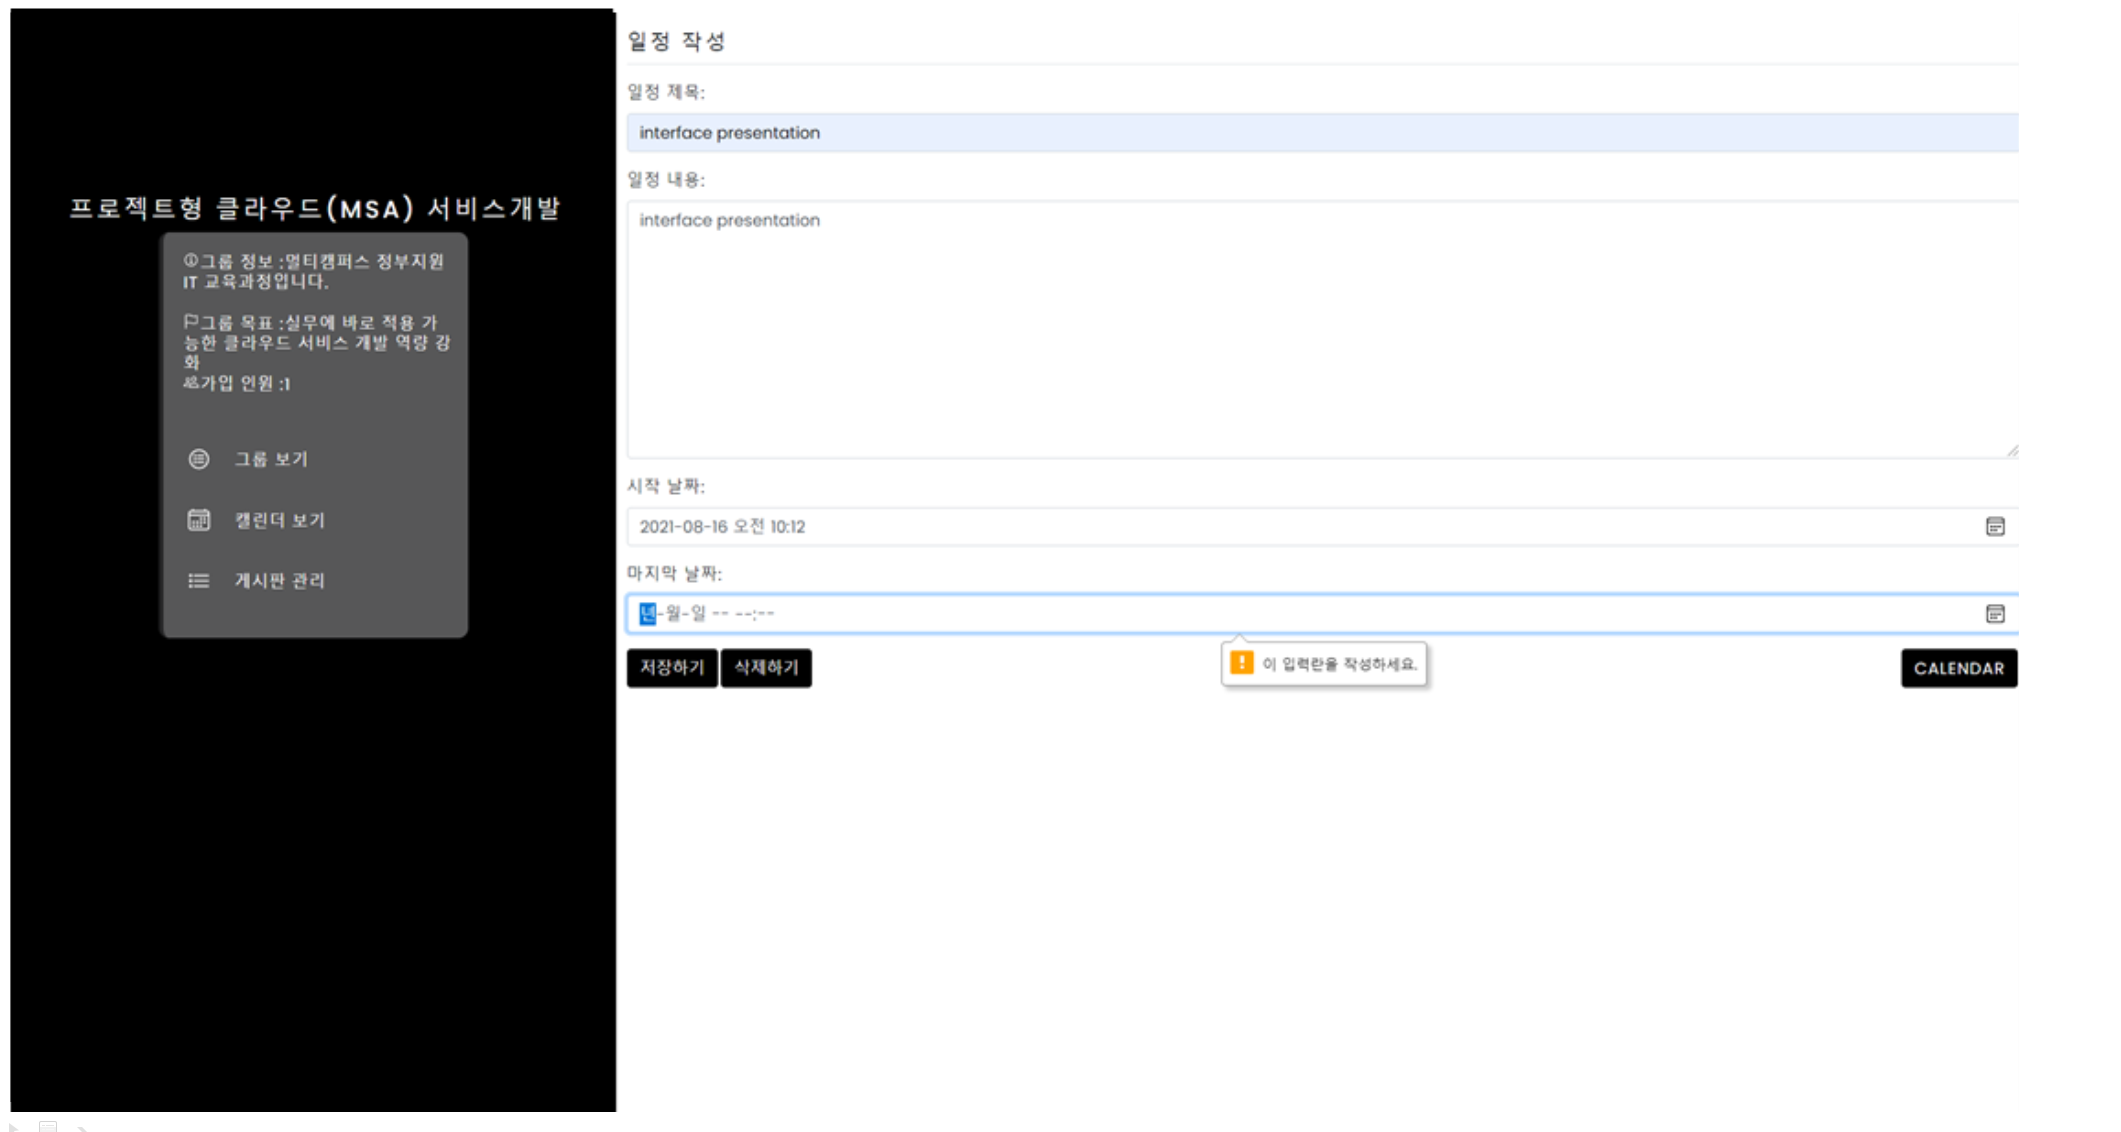 프로젝트형 클라우드(MSA) 서비스개발
그룹 정보 :멀티캠퍼스 정부지원
IT 교육과정입니다.
그룹 목표 :실무에 바로 적용 가
능한 클라우드 서비스 개발 역량 강
화
가입 인원 :1
그룹 보기
캘린더 보기
게시판 관리
일정 작성
일정 제목:
interface presentation
일정 내용:
interface presentation
시작 날짜:
2021-08-16 오전 10:12
마지막 날짜:
년-월-일 -- --:--
이 입력란을 작성하세요.
저장하기 삭제하기
CALENDAR